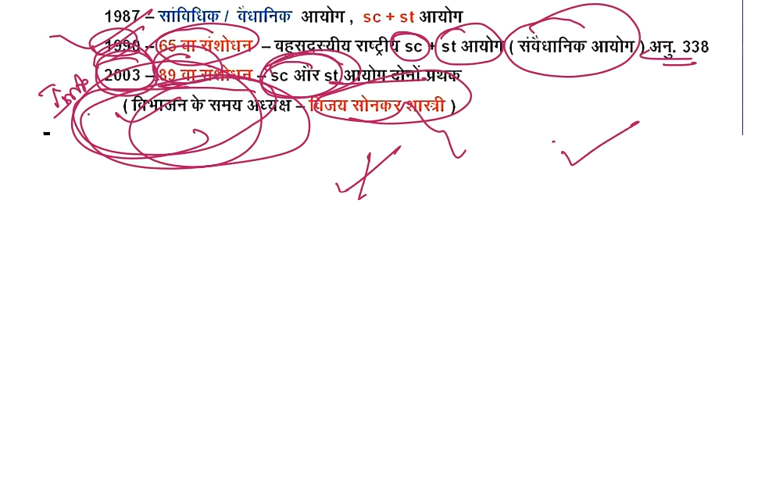 1987 – सांविधिक / वैधानिक आयोग , sc + st आयोग
1990 – 65 वा संशोधन – बहुसदस्यीय राष्ट्रीय sc + st आयोग ( संवैधानिक आयोग ) अनु. 338
Imp 2003 – 89 वा संशोधन – sc और st आयोग दोनों प्रथक
( विभाजन के समय अध्यक्ष – विजय सोनकर शास्त्री )
-